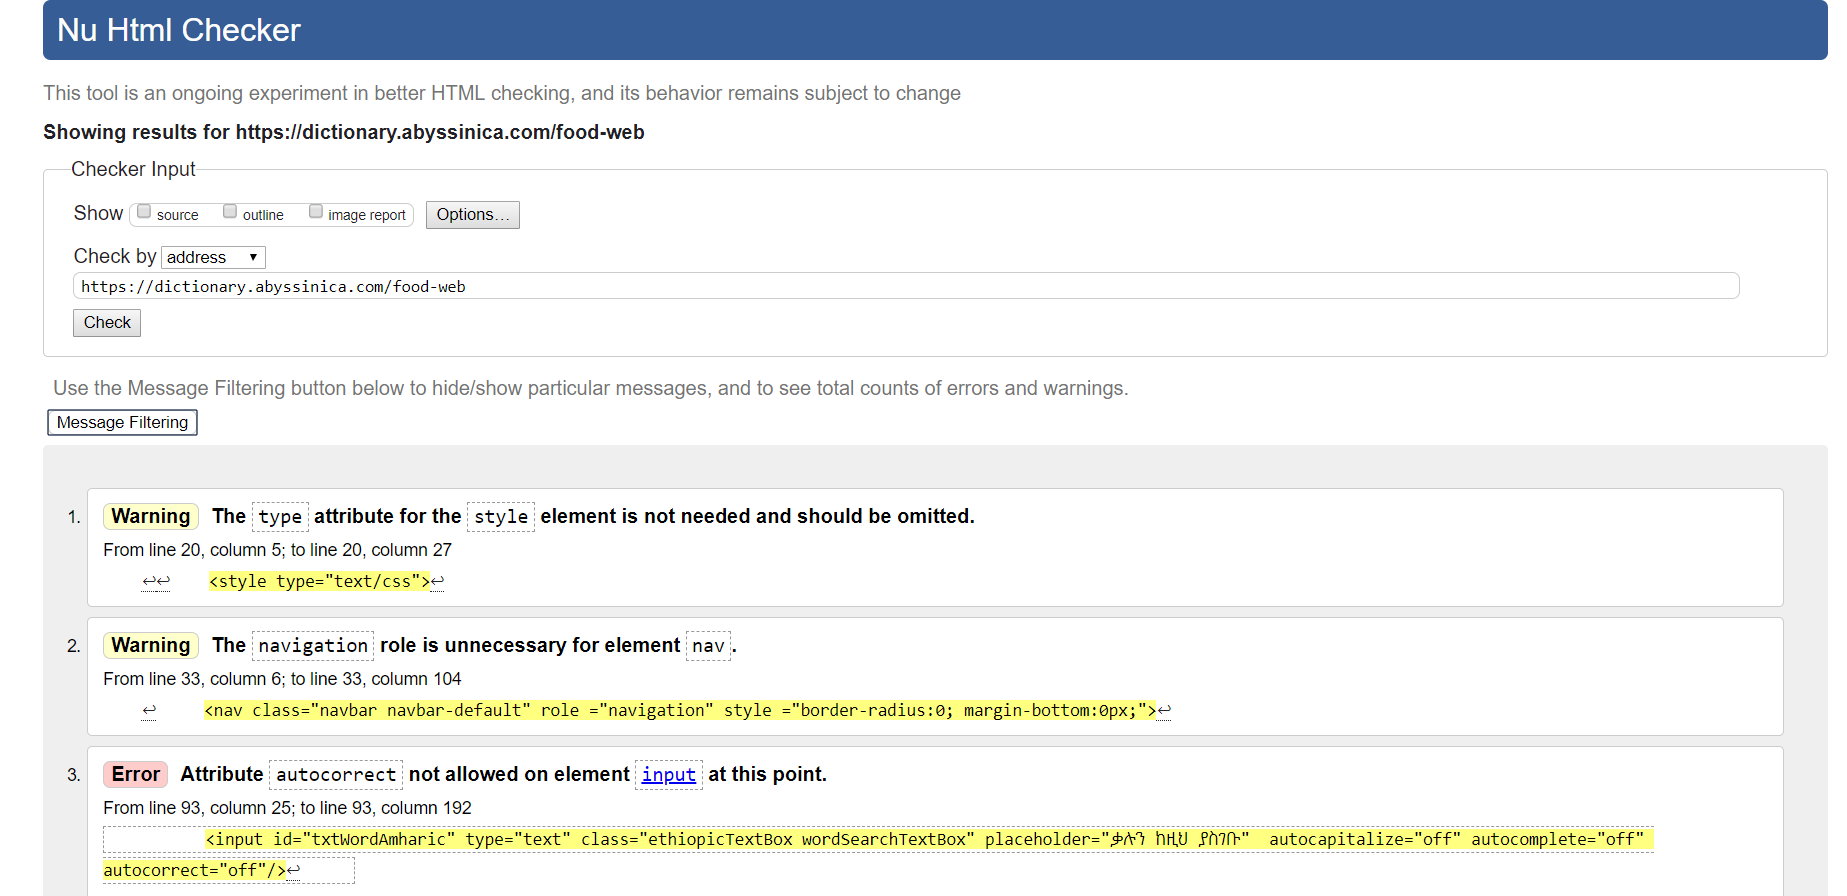 Nu Html Checker
This tool is an ongoing experiment in better HTML checking, and its behavior remains subject to change
Showing results for https://dictionary.abyssinica.com/food-web
Checker Input
Show source outline image report Options...
Check by address ▼
https://dictionary.abyssinica.com/food-web
Check
Use the Message Filtering button below to hide/show particular messages, and to see total counts of errors and warnings.
Message Filtering
1. Warning The type attribute for the style element is not needed and should be omitted.
From line 20, column 5; to line 20, column 27
↩↩ <style type="text/css">↩
2. Warning The navigation role is unnecessary for element nav.
From line 33, column 6; to line 33, column 104
↩ <nav class="navbar navbar-default" role ="navigation" style ="border-radius:0; margin-bottom:0px;">↩
3. Error Attribute autocorrect not allowed on element input at this point.
From line 93, column 25; to line 93, column 192
<input id="txtWordAmharic" type="text" class="ethiopicTextBox wordSearchTextBox" placeholder="ቃሉን ከዚህ ያስገቡ" autocapitalize="off" autocomplete="off"
autocorrect="off"/>↩